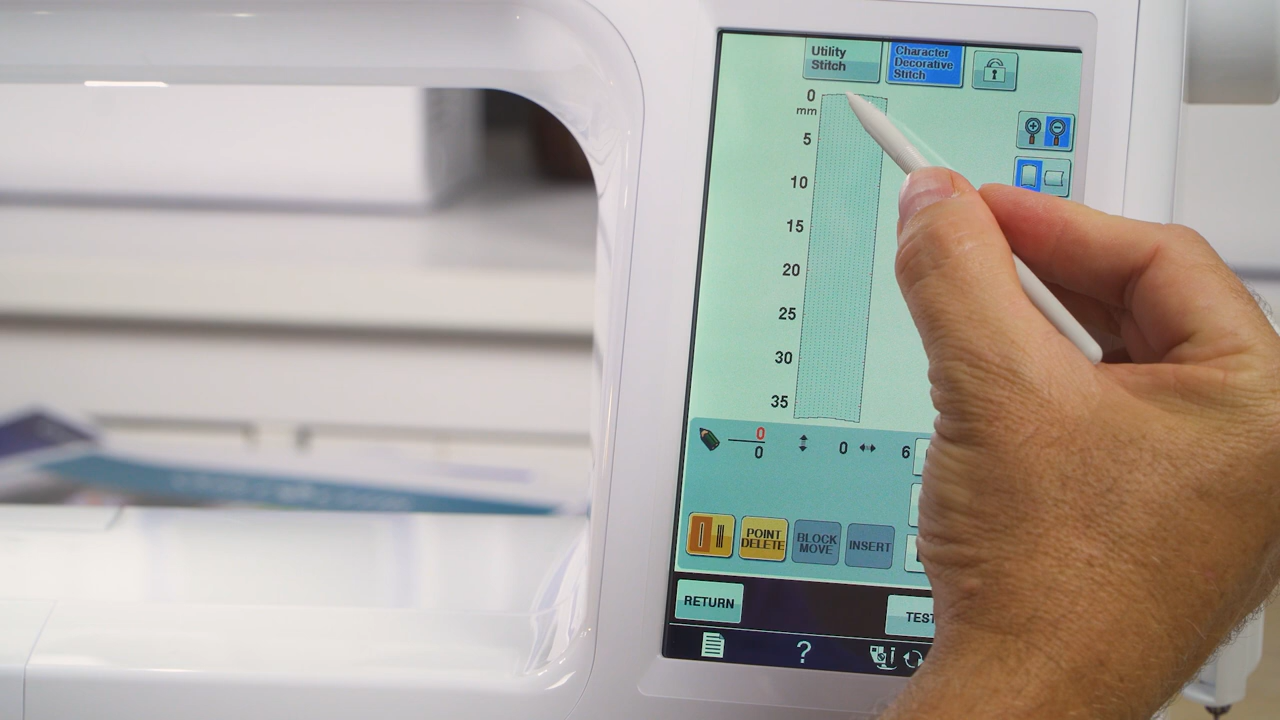 Utility
Stitch
Character
Decorative
Stitch
0
mm
5
10
15
20
25
30
35
0
0
0
6
POINT
DELETE
BLOCK
MOVE
INSERT
RETURN
TEST
?